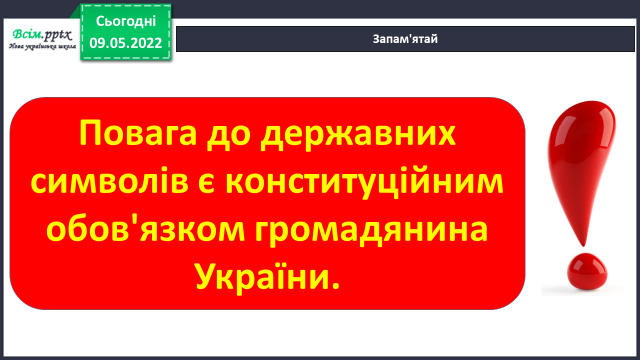 Всім.pptx
Нова українська школа
Сьогодні
09.05.2022
Запам'ятай
Повага до державних
символів є конституційним
обов'язком громадянина
України.